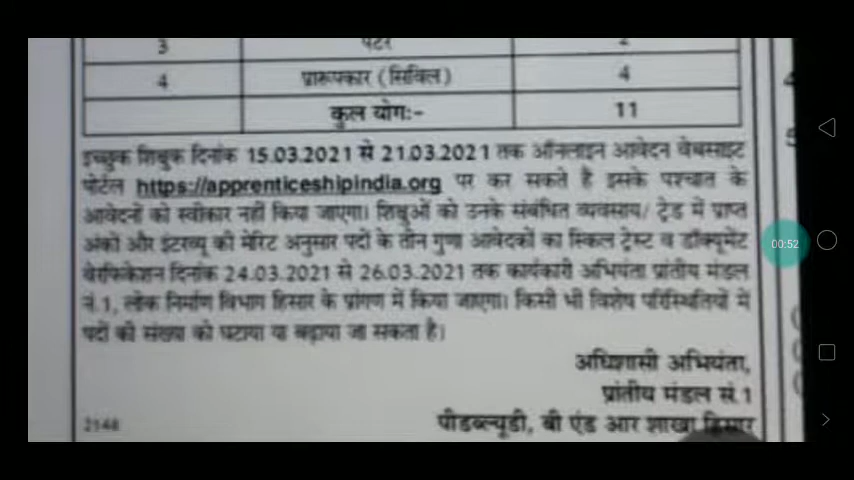 3 पेंटर 2
4 प्रारूपकार (सिविल) 4
कुल योगः- 11
इच्छुक शिक्षुक दिनांक 15.03.2021 से 21.03.2021 तक ऑनलाइन आवेदन वेबसाइट
पोर्टल https://apprenticeshipindia.org पर कर सकते है इसके पश्चात के
आवेदनों को स्वीकार नहीं किया जाएगा। शिक्षुओं को उनके संबंधित व्यवसाय/ ट्रेड में प्राप्त
अंको और इंटरव्यू की मेरिट अनुसार पदों के तीन गुणा आवेदकों का स्किल ट्रेस्ट व डॉक्यूमेंट
वेरफिकेशन दिनांक 24.03.2021 से 26.03.2021 तक कार्यकारी अभियंता प्रांतीय मंडल
नं.1, लोक निर्माण विभाग हिसार के प्रांगण में किया जाएगा। किसी भी विशेष परिस्थितियों में
पदों की संख्या को घटाया या बढ़ाया जा सकता है।
अधिशासी अभियंता,
प्रांतीय मंडल सं.1
2148 पीडब्ल्यूडी, बी एंड आर शाखा हिसार
00:52